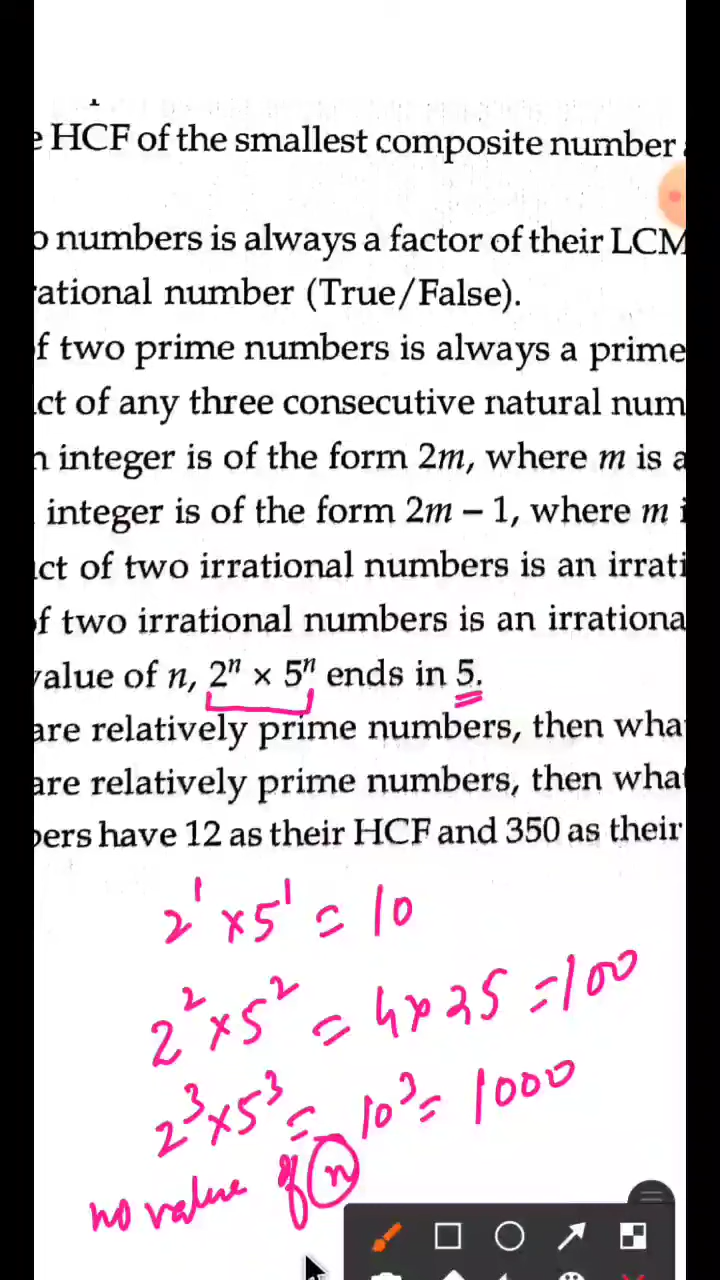 e HCF of the smallest composite number
o numbers is always a factor of their LCM
rational number (True/False).
f two prime numbers is always a prime
ct of any three consecutive natural num
n integer is of the form 2m, where m is a
integer is of the form 2m – 1, where m i
ct of two irrational numbers is an irrati
of two irrational numbers is an irrationa
value of n, 2ⁿ × 5ⁿ ends in 5.
are relatively prime numbers, then wha
are relatively prime numbers, then what
bers have 12 as their HCF and 350 as their
2¹ × 5¹ = 10
2² × 5² = 4 × 25 = 100
2³ × 5³ = 10³ = 1000
no value of n